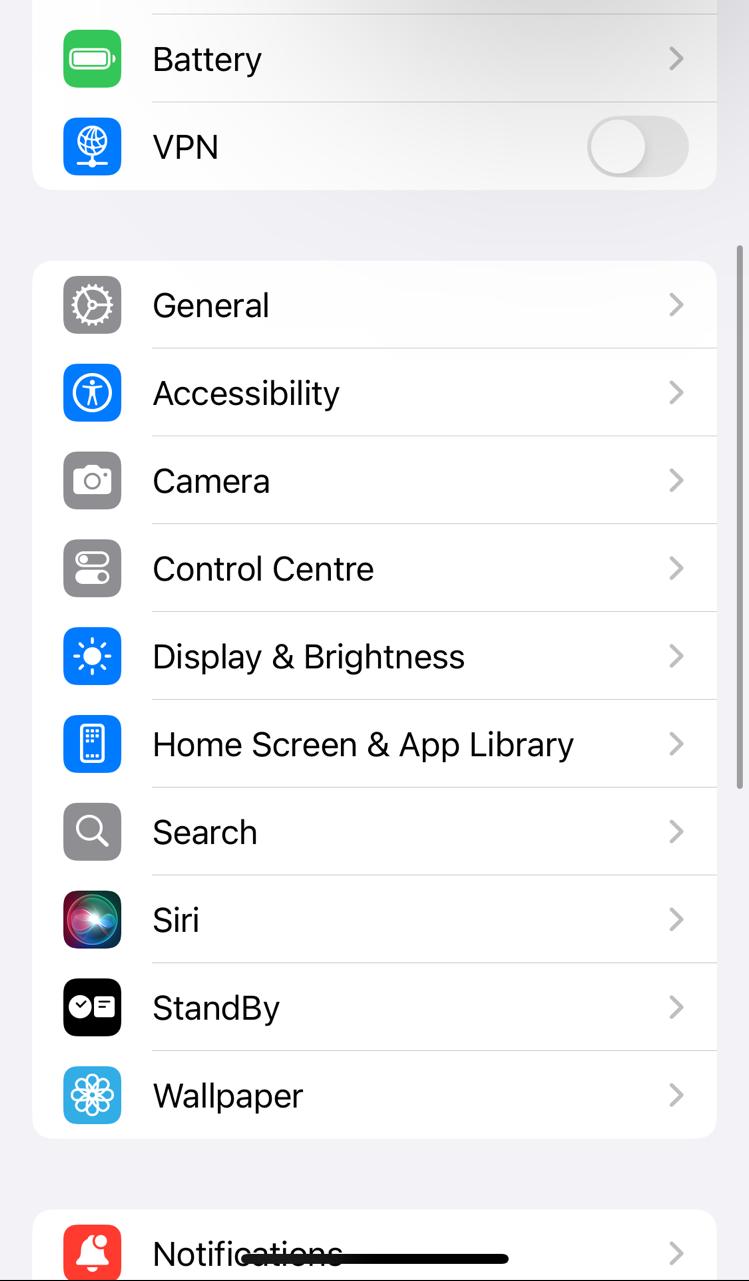 Battery
VPN
General
Accessibility
Camera
Control Centre
Display & Brightness
Home Screen & App Library
Search
Siri
StandBy
Wallpaper
Notifications